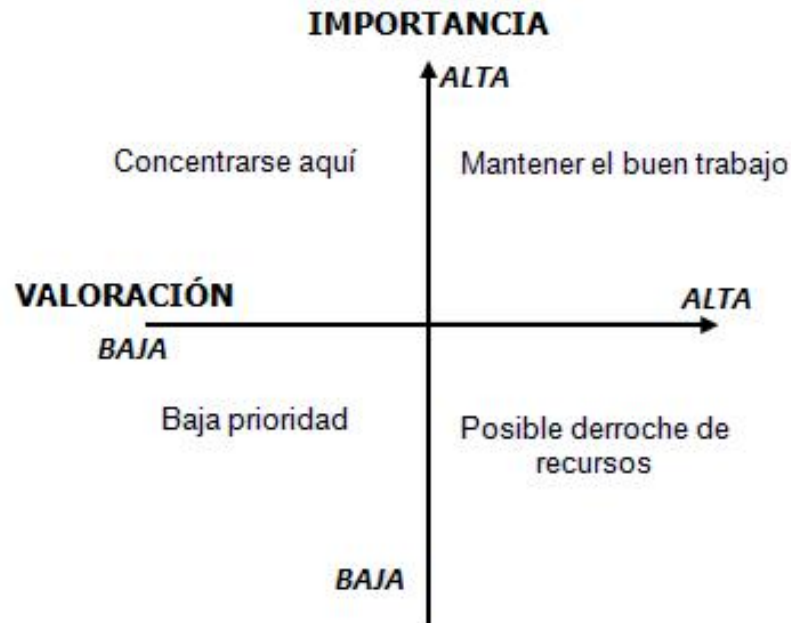 IMPORTANCIA
ALTA
Concentrarse aquí
Mantener el buen trabajo
VALORACIÓN
ALTA
BAJA
Baja prioridad
Posible derroche de
recursos
BAJA